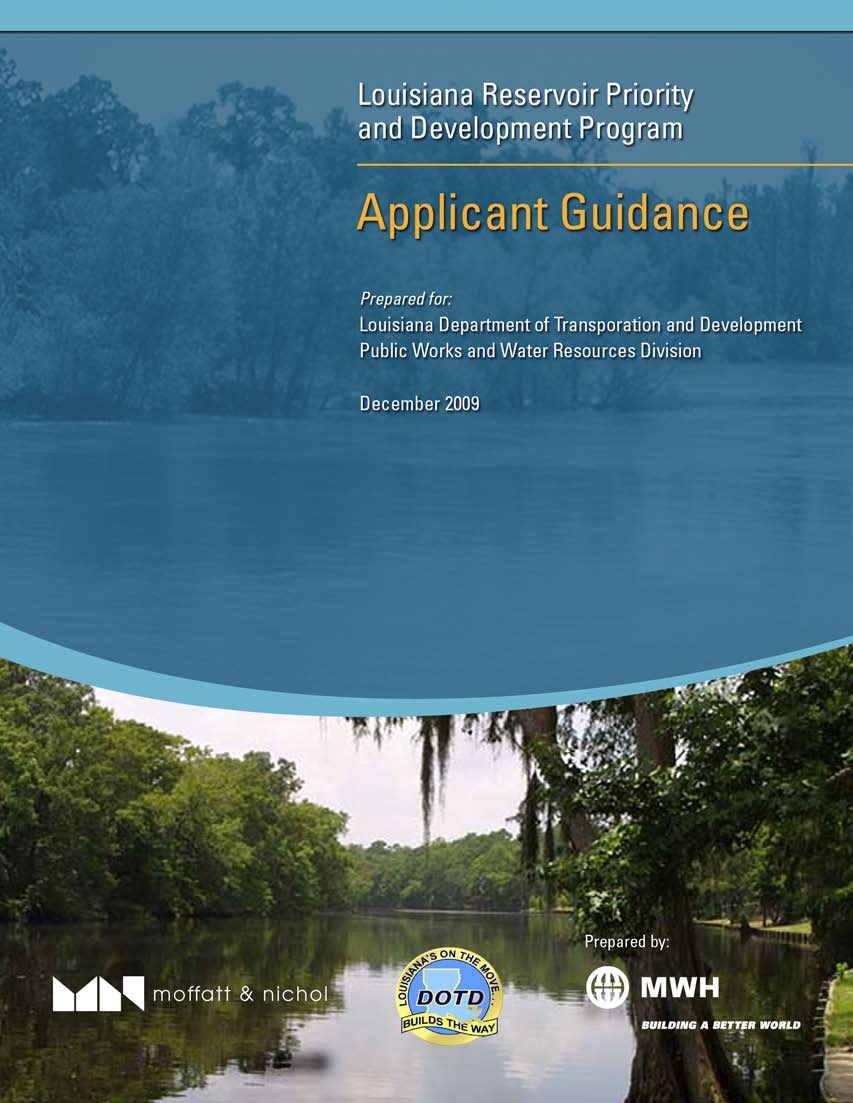 Louisiana Reservoir Priority
and Development Program
Applicant Guidance
Prepared for:
Louisiana Department of Transporation and Development
Public Works and Water Resources Division
December 2009
Prepared by:
moffatt & nichol
LOUISIANA'S ON THE MOVE...
DOTD
BUILDS THE WAY
MWH
BUILDING A BETTER WORLD